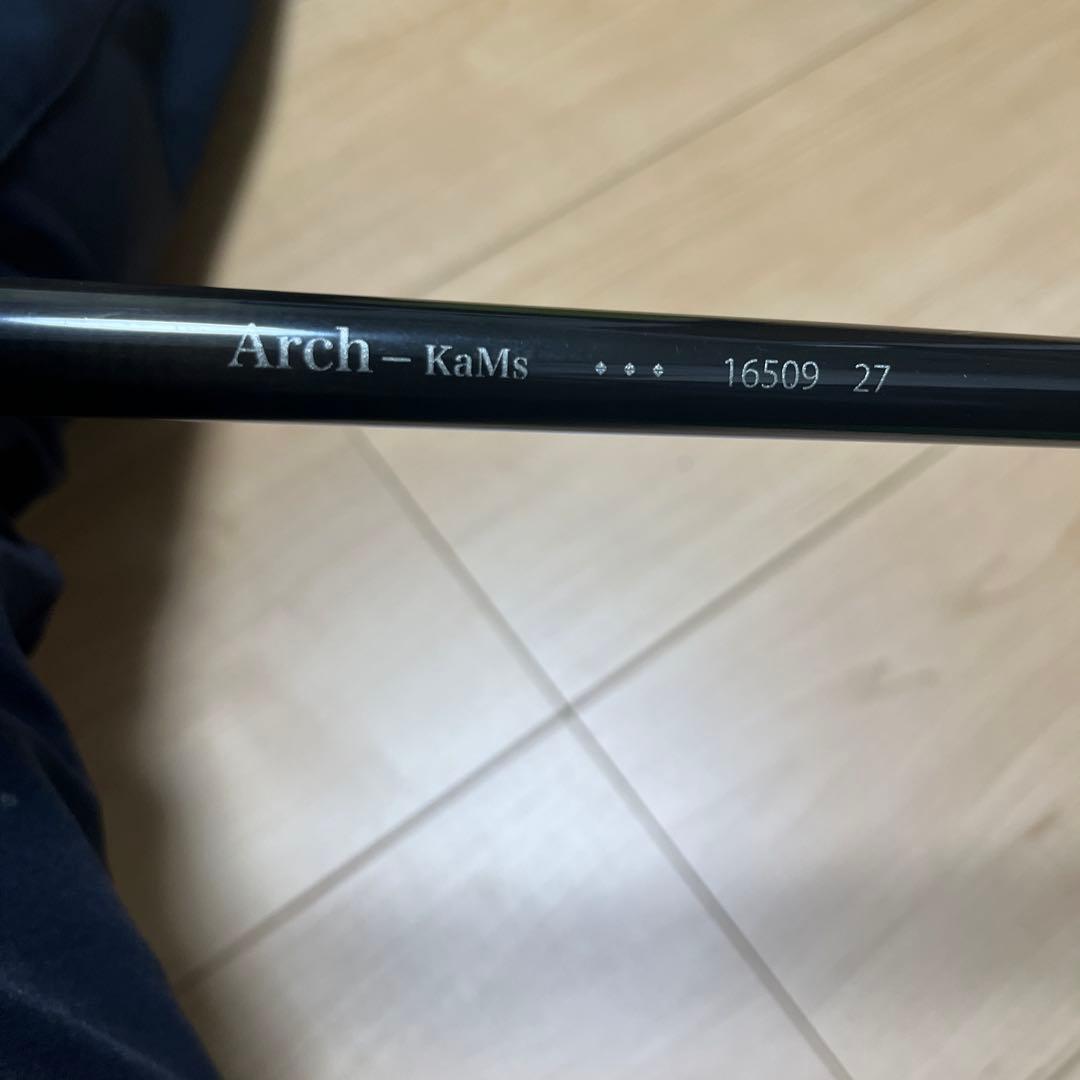 Arch – KaMs ••• 16509 27